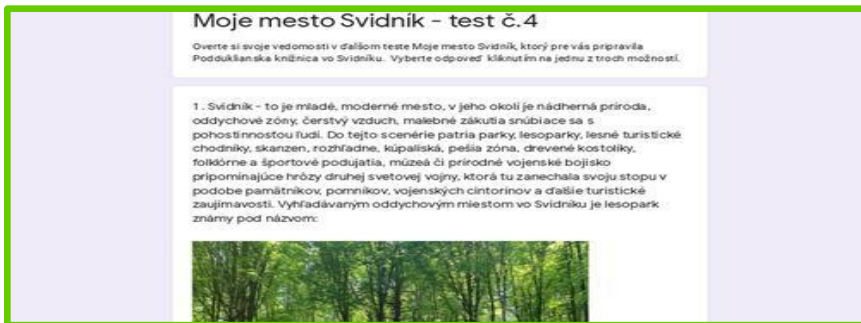 Moje mesto Svidník - test č.4
Overte si svoje vedomosti v ďalšom teste Moje mesto Svidník, ktorý pre vás pripravila
Podduklianska knižnica vo Svidníku. Vyberte odpoveď kliknutím na jednu z troch možností.
1. Svidník - to je mladé, moderné mesto, v jeho okolí je nádherná príroda,
oddychové zóny, čerstvý vzduch, malebné zákutia snúbiace sa s
pohostinnosťou ľudí. Do tejto scenérie patria parky, lesoparky, lesné turistické
chodníky, skanzen, rozhľadne, kúpaliská, pešia zóna, drevené kostolíky,
folklórne a športové podujatia, múzeá či prírodné vojenské bojisko
pripomínajúce hrôzy druhej svetovej vojny, ktorá tu zanechala svoju stopu v
podobe pamätníkov, pomníkov, vojenských cintorínov a ďalšie turistické
zaujímavosti. Vyhľadávaným oddychovým miestom vo Svidníku je lesopark
známy pod názvom: